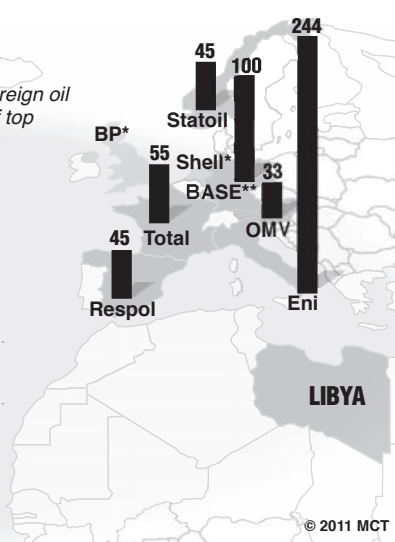 reign oil
top
244
45
100
Statoil
BP*
Shell*
55
BASE**
33
Total
OMV
45
Respol
Eni
LIBYA
© 2011 MCT